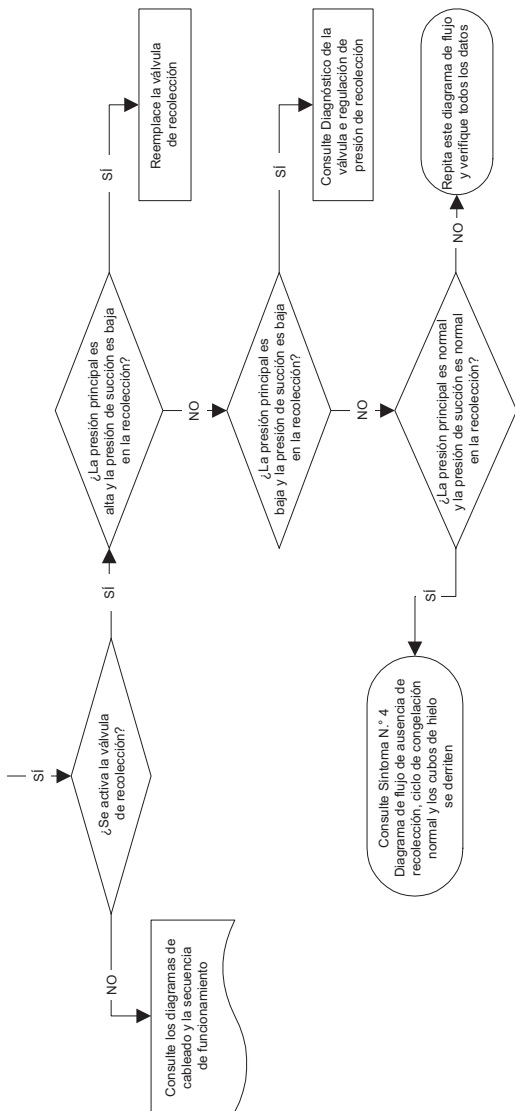 SÍ
¿Se activa la válvula
de recolección?
NO
Consulte los diagramas de
cableado y la secuencia
de funcionamiento
SÍ
¿La presión principal es
alta y la presión de succión es baja
en la recolección?
SÍ
Reemplace la válvula
de recolección
NO
¿La presión principal es
baja y la presión de succión es baja
en la recolección?
SÍ
Consulte Diagnóstico de la
válvula e regulación de
presión de recolección
NO
¿La presión principal es normal
y la presión de succión es normal
en la recolección?
SÍ
Consulte Síntoma N.° 4
Diagrama de flujo de ausencia de
recolección, ciclo de congelación
normal y los cubos de hielo
se derriten
NO
Repita este diagrama de flujo
y verifique todos los datos